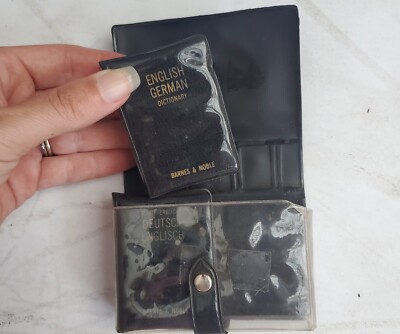 ENGLISH
GERMAN
DICTIONARY
BARNES & NOBLE
DEUTSCH
ENGLISCH